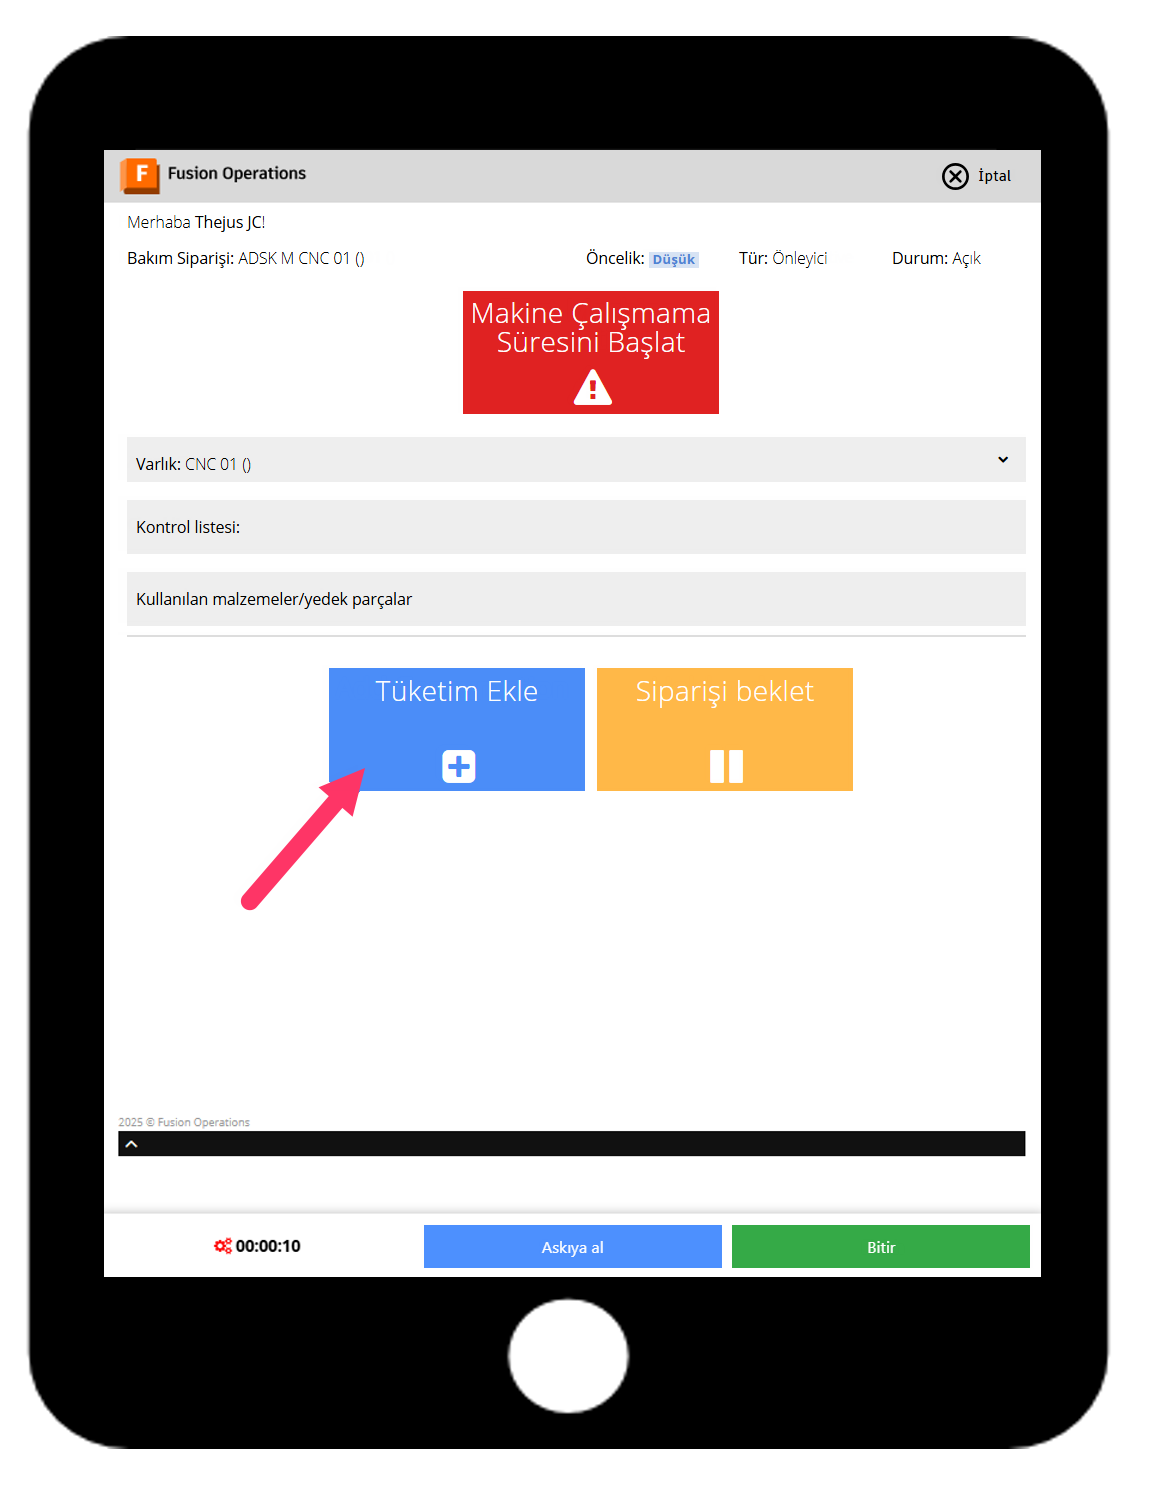 F Fusion Operations
İptal
Merhaba Thejus JC!
Bakım Siparişi: ADSK M CNC 01 () Öncelik: Düşük Tür: Önleyici Durum: Açık
Makine Çalışmama
Süresini Başlat
Varlık: CNC 01 ()
Kontrol listesi:
Kullanılan malzemeler/yedek parçalar
Tüketim Ekle
Siparişi beklet
2025 © Fusion Operations
00:00:10
Askıya al
Bitir